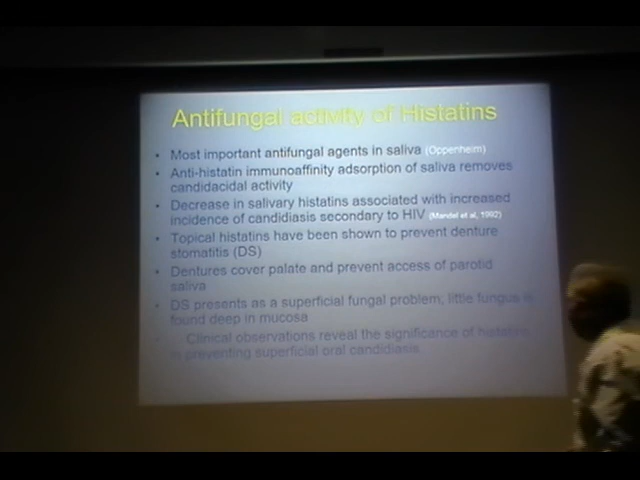 Antifungal activity of Histatins
• Most important antifungal agents in saliva (Oppenheim)
• Anti-histatin immunoaffinity adsorption of saliva removes
candidacidal activity
• Decrease in salivary histatins associated with increased
incidence of candidiasis secondary to HIV (Mandel et al, 1992)
• Topical histatins have been shown to prevent denture
stomatitis (DS)
• Dentures cover palate and prevent access of parotid
saliva
• DS presents as a superficial fungal problem; little fungus is
found deep in mucosa
• Clinical observations reveal the significance of histatins
in preventing superficial oral candidiasis.